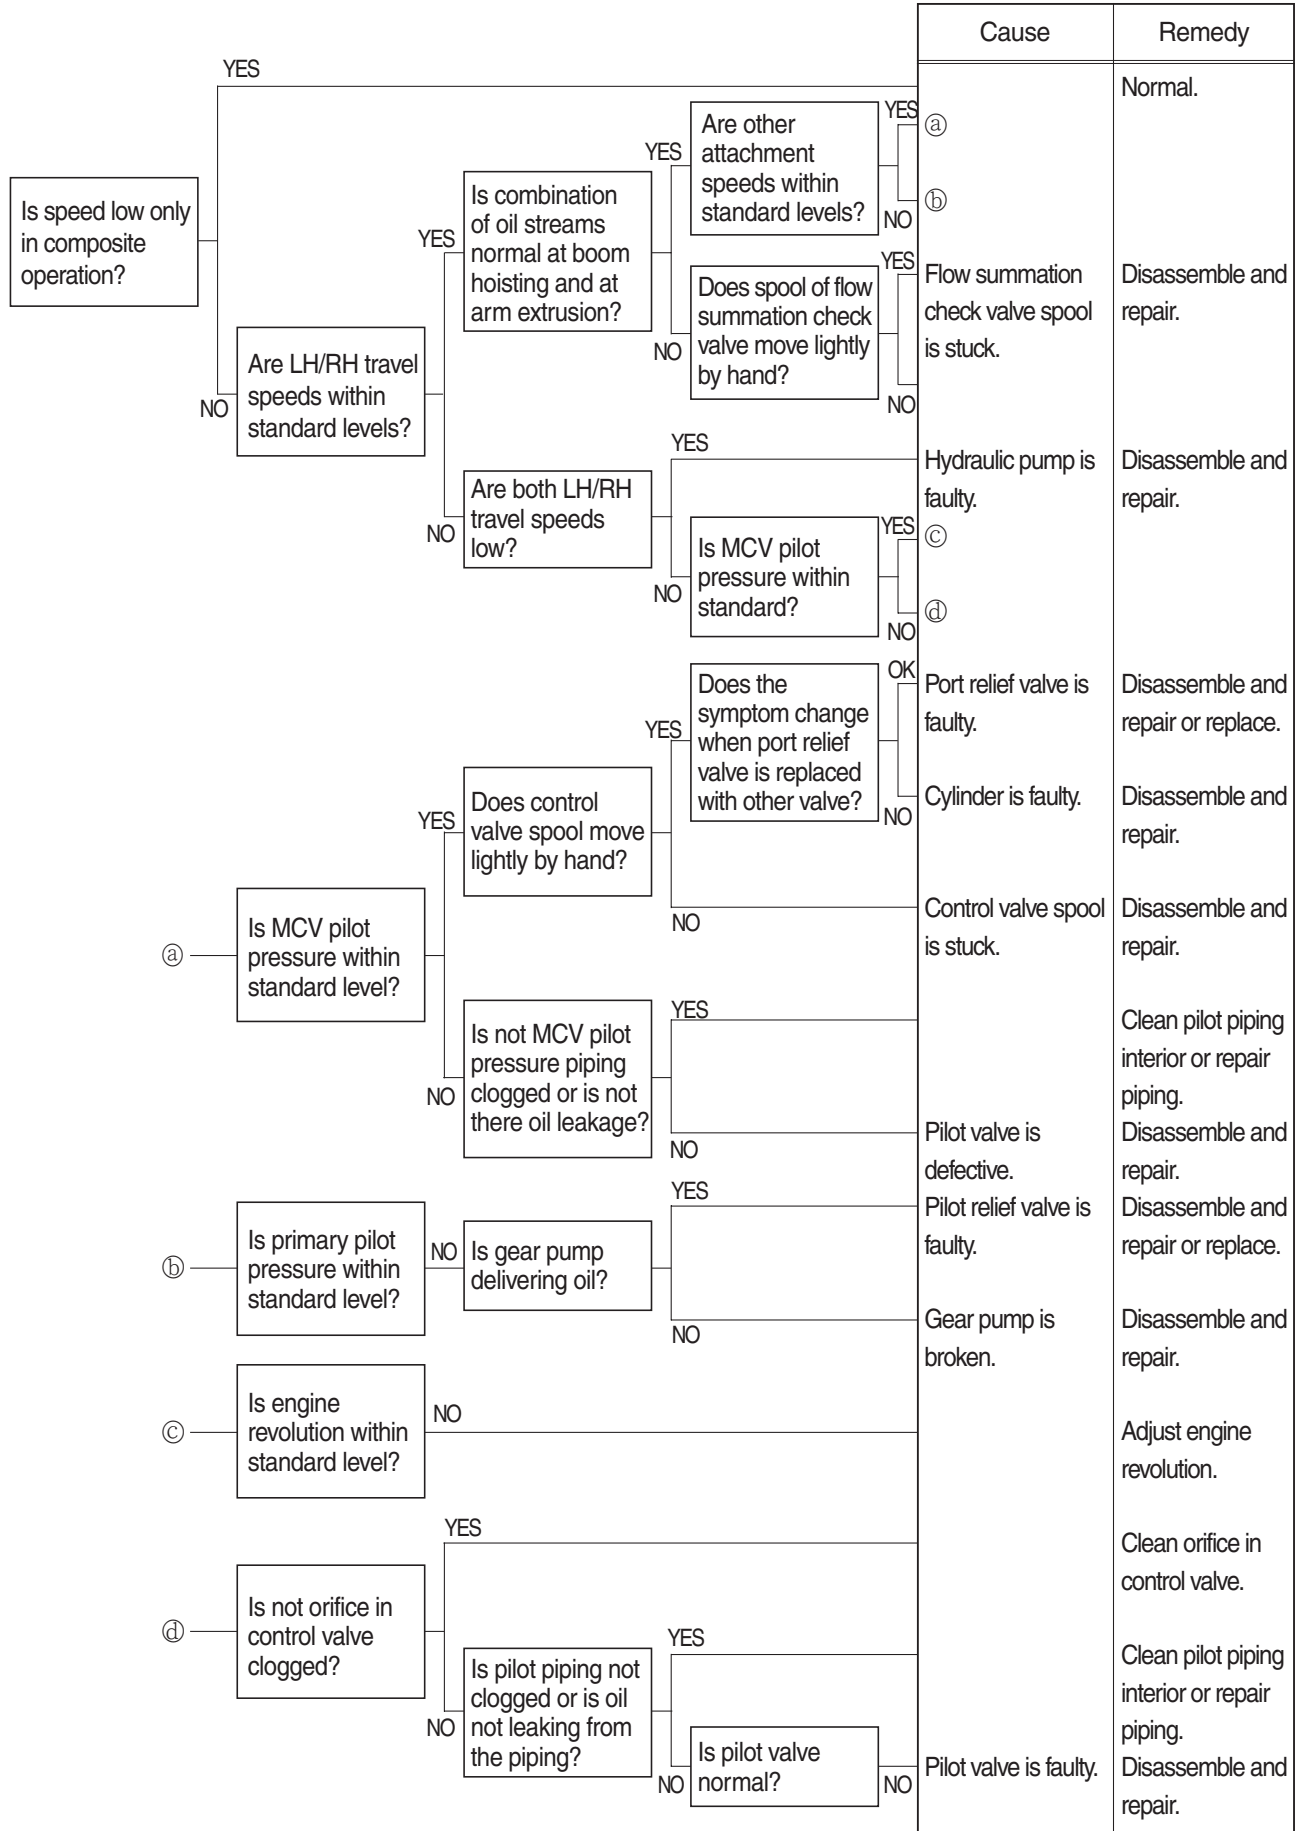 Cause
Remedy
YES
Normal.
Is speed low only
in composite
operation?
NO
Are LH/RH travel
speeds within
standard levels?
YES
Is combination
of oil streams
normal at boom
hoisting and at
arm extrusion?
YES
Are other
attachment
speeds within
standard levels?
YES
ⓐ
NO
ⓑ
NO
Does spool of flow
summation check
valve move lightly
by hand?
YES
NO
Flow summation
check valve spool
is stuck.
Disassemble and
repair.
NO
Are both LH/RH
travel speeds
low?
YES
Hydraulic pump is
faulty.
Disassemble and
repair.
NO
Is MCV pilot
pressure within
standard?
YES
ⓒ
NO
ⓓ
ⓐ
Is MCV pilot
pressure within
standard level?
YES
Does control
valve spool move
lightly by hand?
YES
Does the
symptom change
when port relief
valve is replaced
with other valve?
OK
Port relief valve is
faulty.
Disassemble and
repair or replace.
NO
Cylinder is faulty.
Disassemble and
repair.
NO
Control valve spool
is stuck.
Disassemble and
repair.
NO
Is not MCV pilot
pressure piping
clogged or is not
there oil leakage?
YES
Clean pilot piping
interior or repair
piping.
NO
Pilot valve is
defective.
Disassemble and
repair.
ⓑ
Is primary pilot
pressure within
standard level?
NO
Is gear pump
delivering oil?
YES
Pilot relief valve is
faulty.
Disassemble and
repair or replace.
NO
Gear pump is
broken.
Disassemble and
repair.
ⓒ
Is engine
revolution within
standard level?
NO
Adjust engine
revolution.
ⓓ
Is not orifice in
control valve
clogged?
YES
Clean orifice in
control valve.
NO
Is pilot piping not
clogged or is oil
not leaking from
the piping?
YES
Clean pilot piping
interior or repair
piping.
NO
Is pilot valve
normal?
NO
Pilot valve is faulty.
Disassemble and
repair.